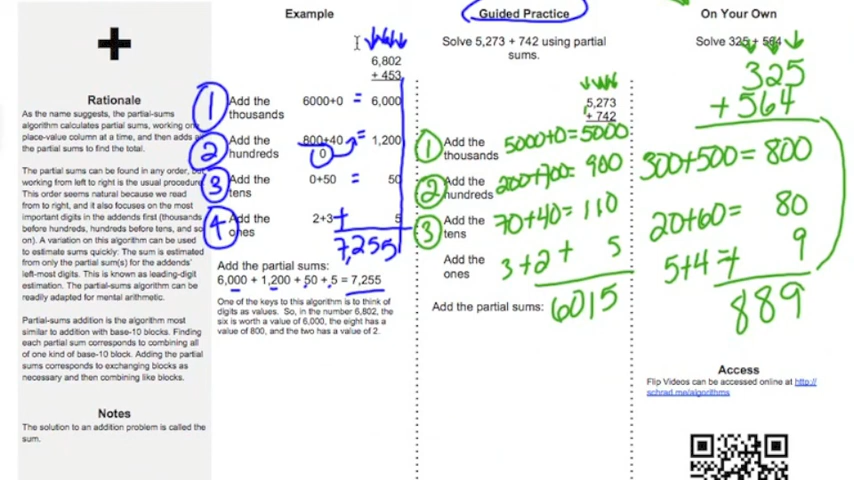 +
Rationale
As the name suggests, the partial-sums
algorithm calculates partial sums, working one
place-value column at a time, and then adds all
the partial sums to find the total.
The partial sums can be found in any order, but
working from left to right is the usual procedure.
This order seems natural because we read
from to right, and it also focuses on the most
important digits in the addends first (thousands
before hundreds, hundreds before tens, and so
on). A variation on this algorithm can be used
to estimate sums quickly: The sum is estimated
from only the partial sum(s) for the addends'
left-most digits. This is known as leading-digit
estimation. The partial-sums algorithm can be
readily adapted for mental arithmetic.
Partial-sums addition is the algorithm most
similar to addition with base-10 blocks. Finding
each partial sum corresponds to combining all
of one kind of base-10 block. Adding the partial
sums corresponds to exchanging blocks as
necessary and then combining like blocks.
Notes
The solution to an addition problem is called the
sum.
Example
6,802
+ 453
1 Add the thousands 6000+0 = 6,000
2 Add the hundreds 800+40 0 = 1,200
3 Add the tens 0+50 = 50
4 Add the ones 2+3 + 5
7,255
Add the partial sums:
6,000 + 1,200 + 50 + 5 = 7,255
One of the keys to this algorithm is to think of
digits as values. So, in the number 6,802, the
six is worth a value of 6,000, the eight has a
value of 800, and the two has a value of 2.
Guided Practice
Solve 5,273 + 742 using partial
sums.
5,273
+ 742
1 Add the thousands 5000+0=5000
2 Add the hundreds 200+700= 900
3 Add the tens 70+40= 110
Add the ones 3+2 + 5
Add the partial sums: 6015
On Your Own
Solve 325 + 564
325
+564
300+500= 800
20+60= 80
5+4=+ 9
889
Access
Flip Videos can be accessed online at http://
schrad.me/algorithms